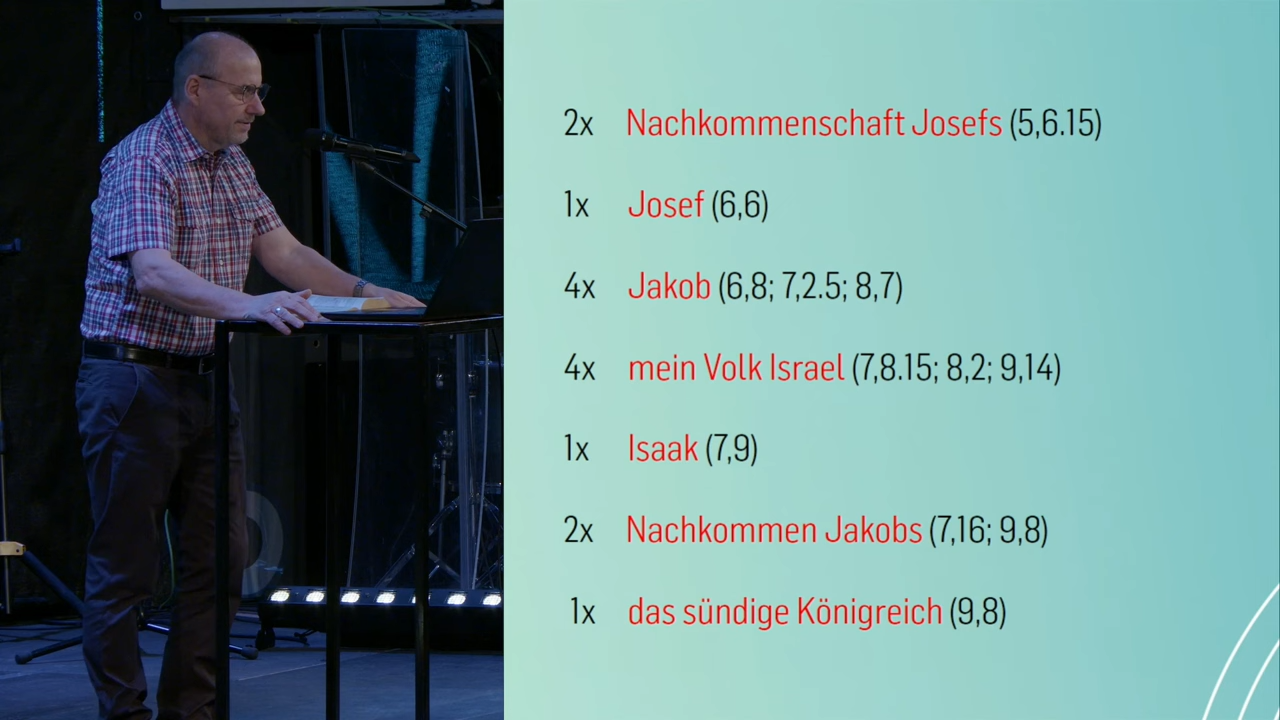 2x Nachkommenschaft Josefs (5,6.15)
1x Josef (6,6)
4x Jakob (6,8; 7,2.5; 8,7)
4x mein Volk Israel (7,8.15; 8,2; 9,14)
1x Isaak (7,9)
2x Nachkommen Jakobs (7,16; 9,8)
1x das sündige Königreich (9,8)